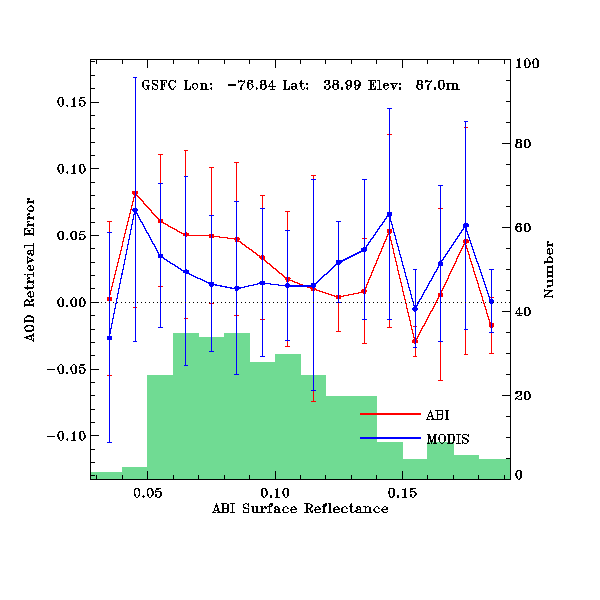 GSFC Lon: -76.84 Lat: 38.99 Elev: 87.0m
AOD Retrieval Error
0.15
0.10
0.05
0.00
-0.05
-0.10
100
80
60
40
20
0
Number
ABI
MODIS
0.05 0.10 0.15
ABI Surface Reflectance